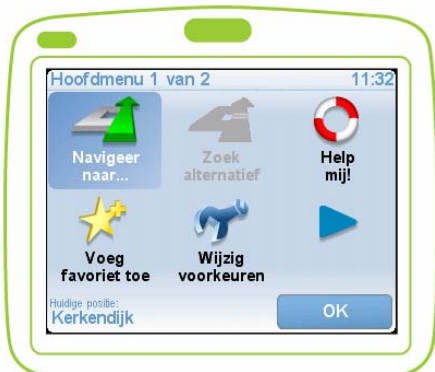 Hoofdmenu 1 van 2 11:32
Navigeer
naar...
Zoek
alternatief
Help
mij!
Voeg
favoriet toe
Wijzig
voorkeuren
Huidige positie:
Kerkendijk
OK